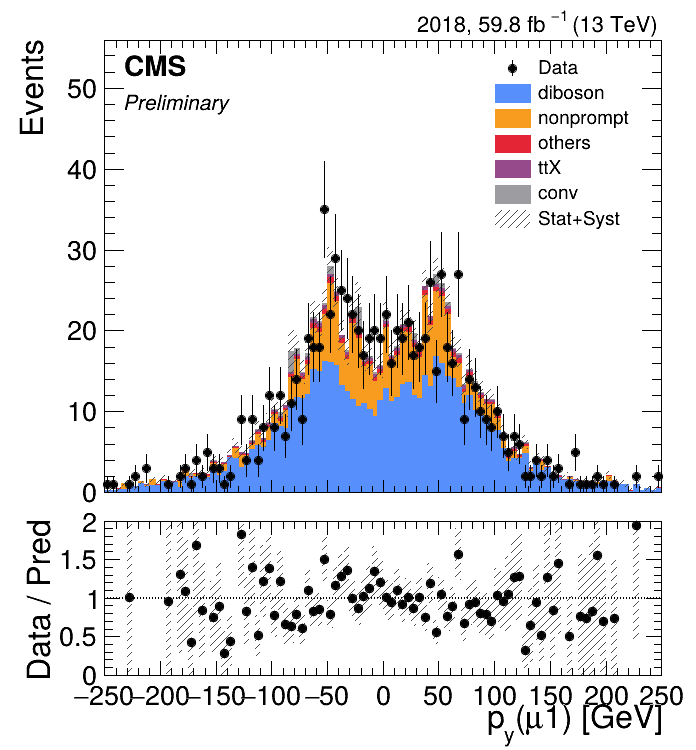 2018, 59.8 fb⁻¹ (13 TeV)
CMS
Preliminary
Events
50
40
30
20
10
0
Data
diboson
nonprompt
others
ttX
conv
Stat+Syst
Data / Pred
2
1.5
1
0.5
0
−250 −200 −150 −100 −50 0 50 100 150 200 250
p_y(μ1) [GeV]